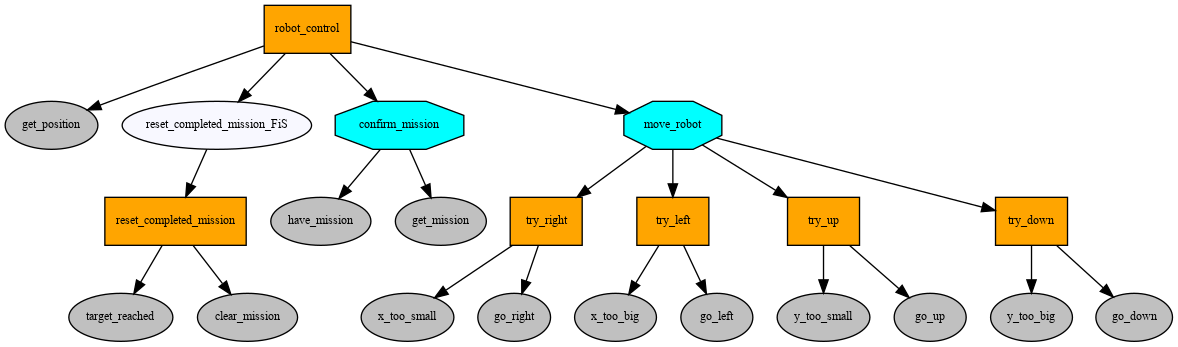 robot_control
get_position
reset_completed_mission_FiS
confirm_mission
move_robot
reset_completed_mission
have_mission
get_mission
try_right
try_left
try_up
try_down
target_reached
clear_mission
x_too_small
go_right
x_too_big
go_left
y_too_small
go_up
y_too_big
go_down